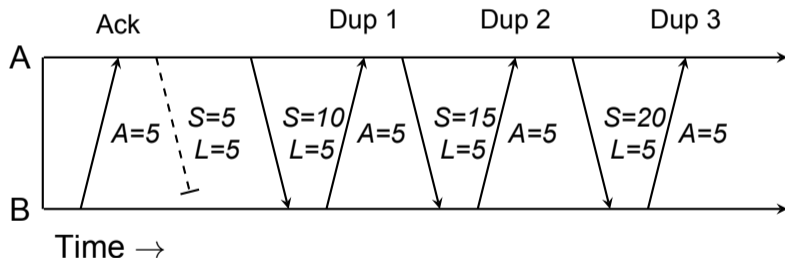 Ack Dup 1 Dup 2 Dup 3
A
A=5 S=5 S=10 A=5 S=15 A=5 S=20 A=5
L=5 L=5 L=5 L=5
B
Time →